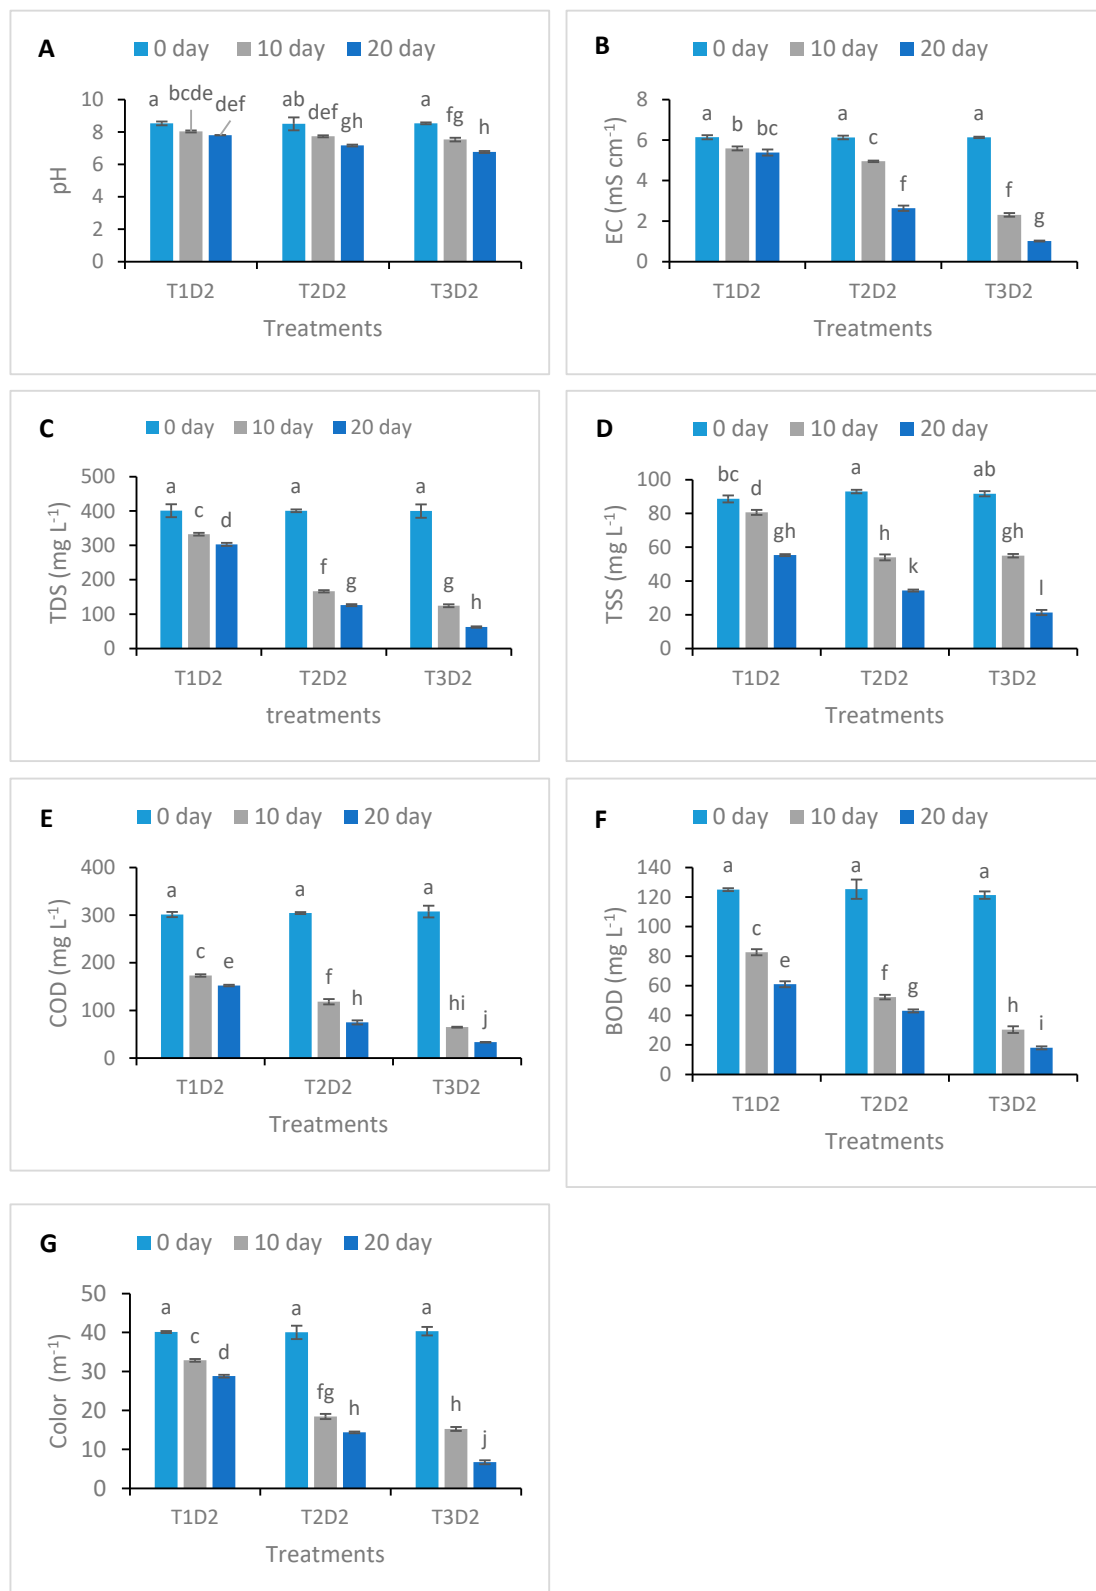 A
0 day 10 day 20 day
a bcde def ab def gh a fg h
10
8
6
4
2
0
pH
T1D2 T2D2 T3D2
Treatments
B
0 day 10 day 20 day
a b bc a c f a f g
8
6
4
2
0
EC (mS cm⁻¹)
T1D2 T2D2 T3D2
Treatments
C
0 day 10 day 20 day
a c d a f g a g h
500
400
300
200
100
0
TDS (mg L⁻¹)
T1D2 T2D2 T3D2
treatments
D
0 day 10 day 20 day
bc d gh a h k ab gh l
100
80
60
40
20
0
TSS (mg L⁻¹)
T1D2 T2D2 T3D2
Treatments
E
0 day 10 day 20 day
a c e a f h a hi j
400
300
200
100
0
COD (mg L⁻¹)
T1D2 T2D2 T3D2
Treatments
F
0 day 10 day 20 day
a c e a f g a h i
140
120
100
80
60
40
20
0
BOD (mg L⁻¹)
T1D2 T2D2 T3D2
Treatments
G
0 day 10 day 20 day
a c d a fg h a h j
50
40
30
20
10
0
Color (m⁻¹)
T1D2 T2D2 T3D2
Treatments